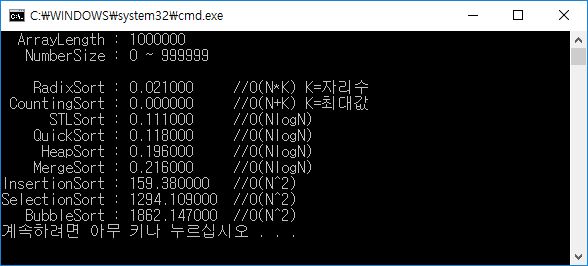 C:₩WINDOWS₩system32₩cmd.exe
ArrayLength : 1000000
NumberSize : 0 ~ 999999
RadixSort : 0.021000 //O(N*K) K=자리수
CountingSort : 0.000000 //O(N+K) K=최대값
STLSort : 0.111000 //O(NlogN)
QuickSort : 0.118000 //O(NlogN)
HeapSort : 0.196000 //O(NlogN)
MergeSort : 0.216000 //O(NlogN)
InsertionSort : 159.380000 //O(N^2)
SelectionSort : 1294.109000 //O(N^2)
BubbleSort : 1862.147000 //O(N^2)
계속하려면 아무 키나 누르십시오 . . .